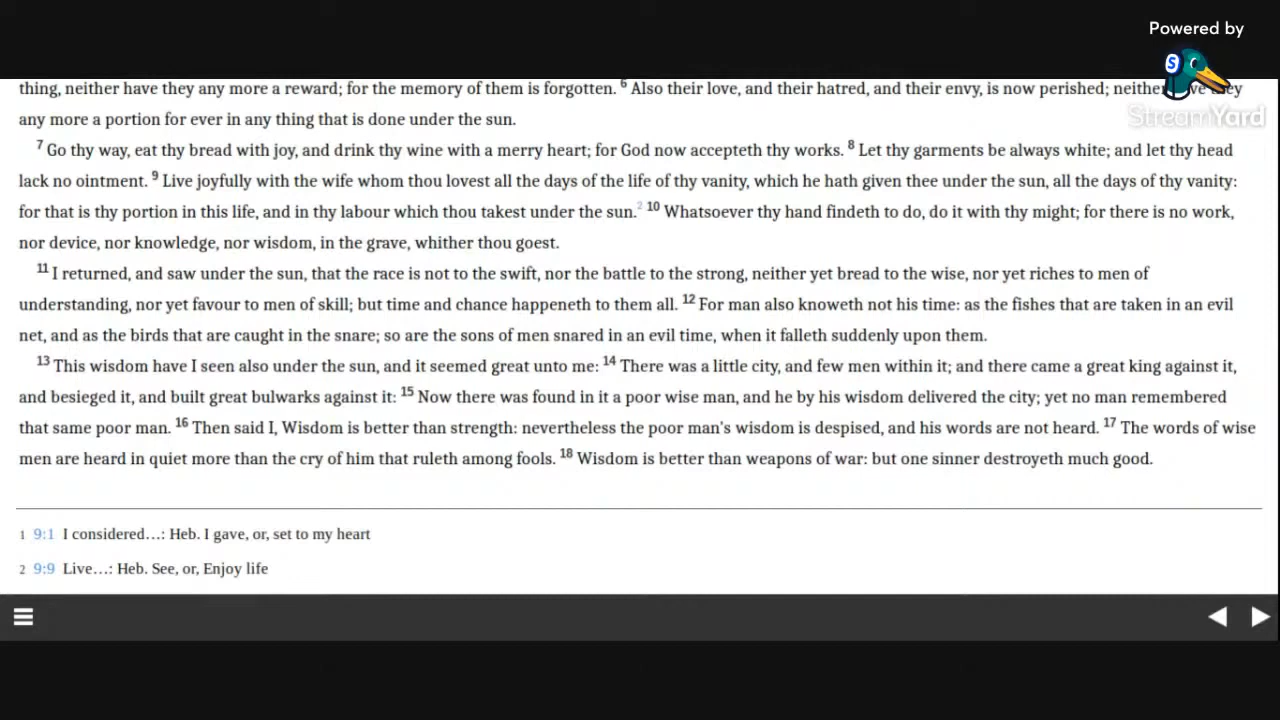 Powered by
S
StreamYard
thing, neither have they any more a reward; for the memory of them is forgotten. 6 Also their love, and their hatred, and their envy, is now perished; neither
any more a portion for ever in any thing that is done under the sun.
7 Go thy way, eat thy bread with joy, and drink thy wine with a merry heart; for God now accepteth thy works. 8 Let thy garments be always white; and let thy head
lack no ointment. 9 Live joyfully with the wife whom thou lovest all the days of the life of thy vanity, which he hath given thee under the sun, all the days of thy vanity:
for that is thy portion in this life, and in thy labour which thou takest under the sun.2 10 Whatsoever thy hand findeth to do, do it with thy might; for there is no work,
nor device, nor knowledge, nor wisdom, in the grave, whither thou goest.
11 I returned, and saw under the sun, that the race is not to the swift, nor the battle to the strong, neither yet bread to the wise, nor yet riches to men of
understanding, nor yet favour to men of skill; but time and chance happeneth to them all. 12 For man also knoweth not his time: as the fishes that are taken in an evil
net, and as the birds that are caught in the snare; so are the sons of men snared in an evil time, when it falleth suddenly upon them.
13 This wisdom have I seen also under the sun, and it seemed great unto me: 14 There was a little city, and few men within it; and there came a great king against it,
and besieged it, and built great bulwarks against it: 15 Now there was found in it a poor wise man, and he by his wisdom delivered the city; yet no man remembered
that same poor man. 16 Then said I, Wisdom is better than strength: nevertheless the poor man's wisdom is despised, and his words are not heard. 17 The words of wise
men are heard in quiet more than the cry of him that ruleth among fools. 18 Wisdom is better than weapons of war: but one sinner destroyeth much good.
1 9:1 I considered…: Heb. I gave, or, set to my heart
2 9:9 Live…: Heb. See, or, Enjoy life